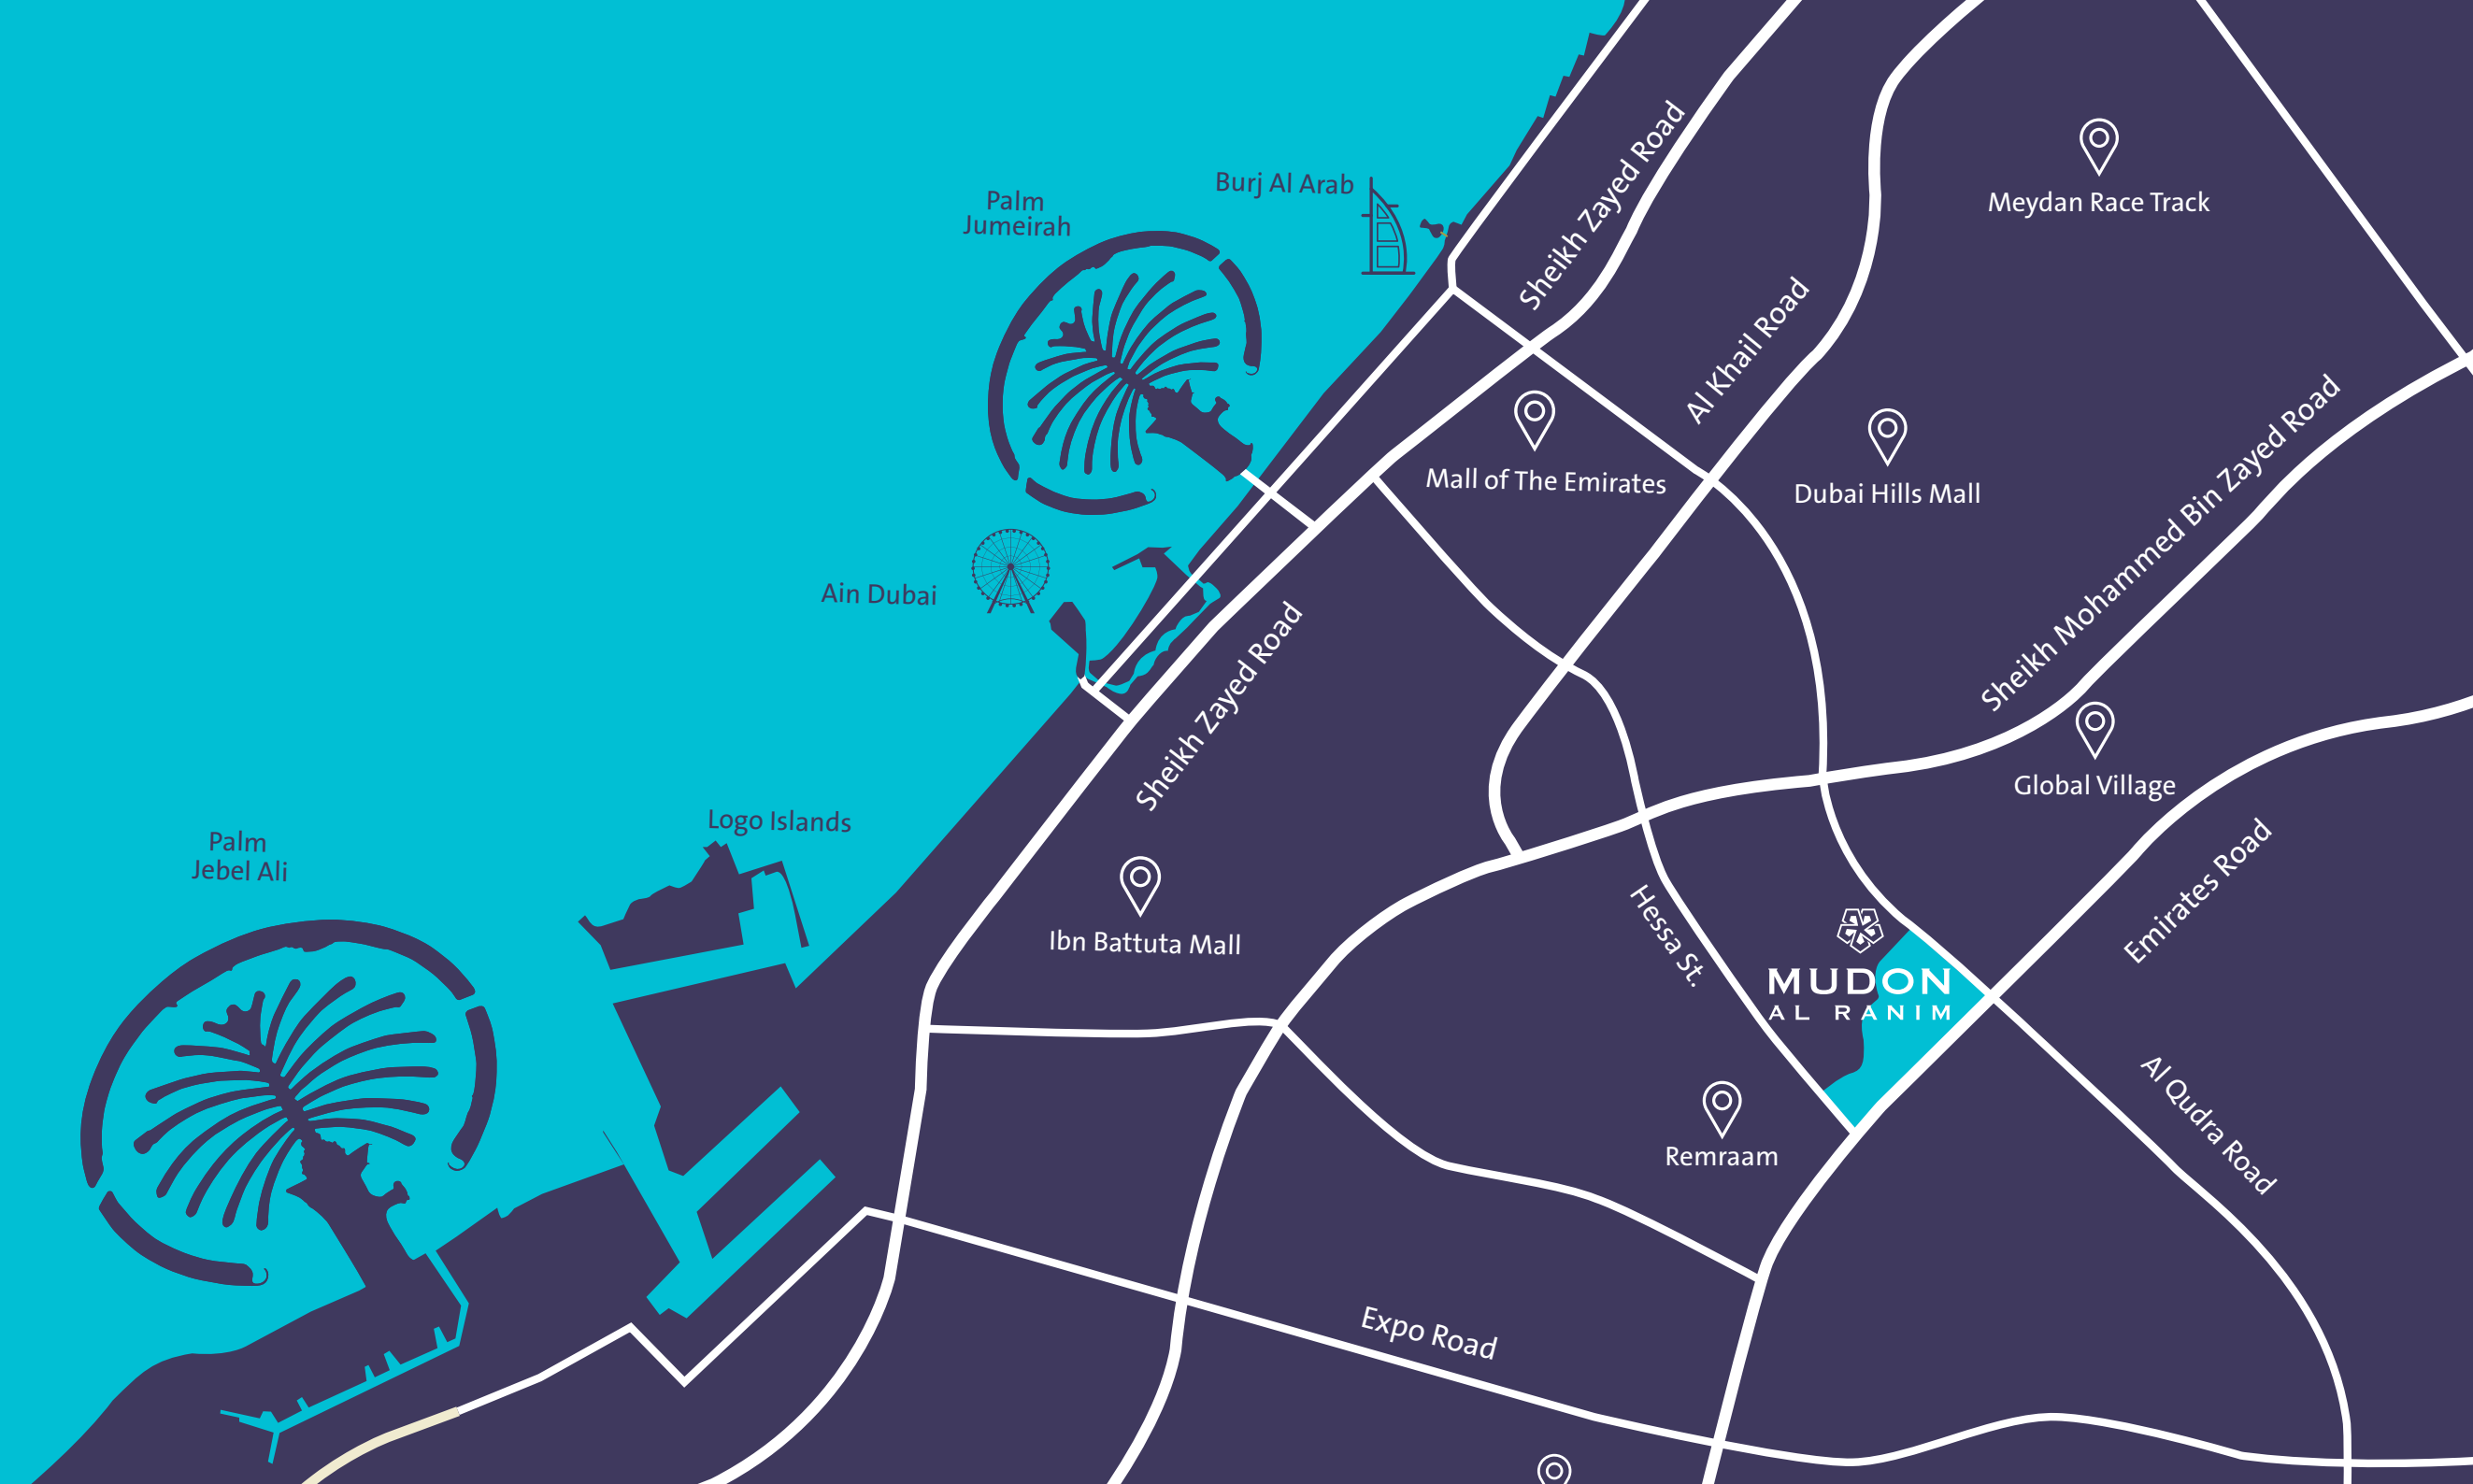 Sheikh Zayed Road
Burj Al Arab
Palm
Jumeirah
Meydan Race Track
Al Khail Road
Mall of The Emirates
Dubai Hills Mall
Sheikh Mohammed Bin Zayed Road
Ain Dubai
Sheikh Zayed Road
Global Village
Logo Islands
Palm
Jebel Ali
Ibn Battuta Mall
Hessa St.
Emirates Road
MUDON
AL RANIM
Al Qudra Road
Remraam
Expo Road